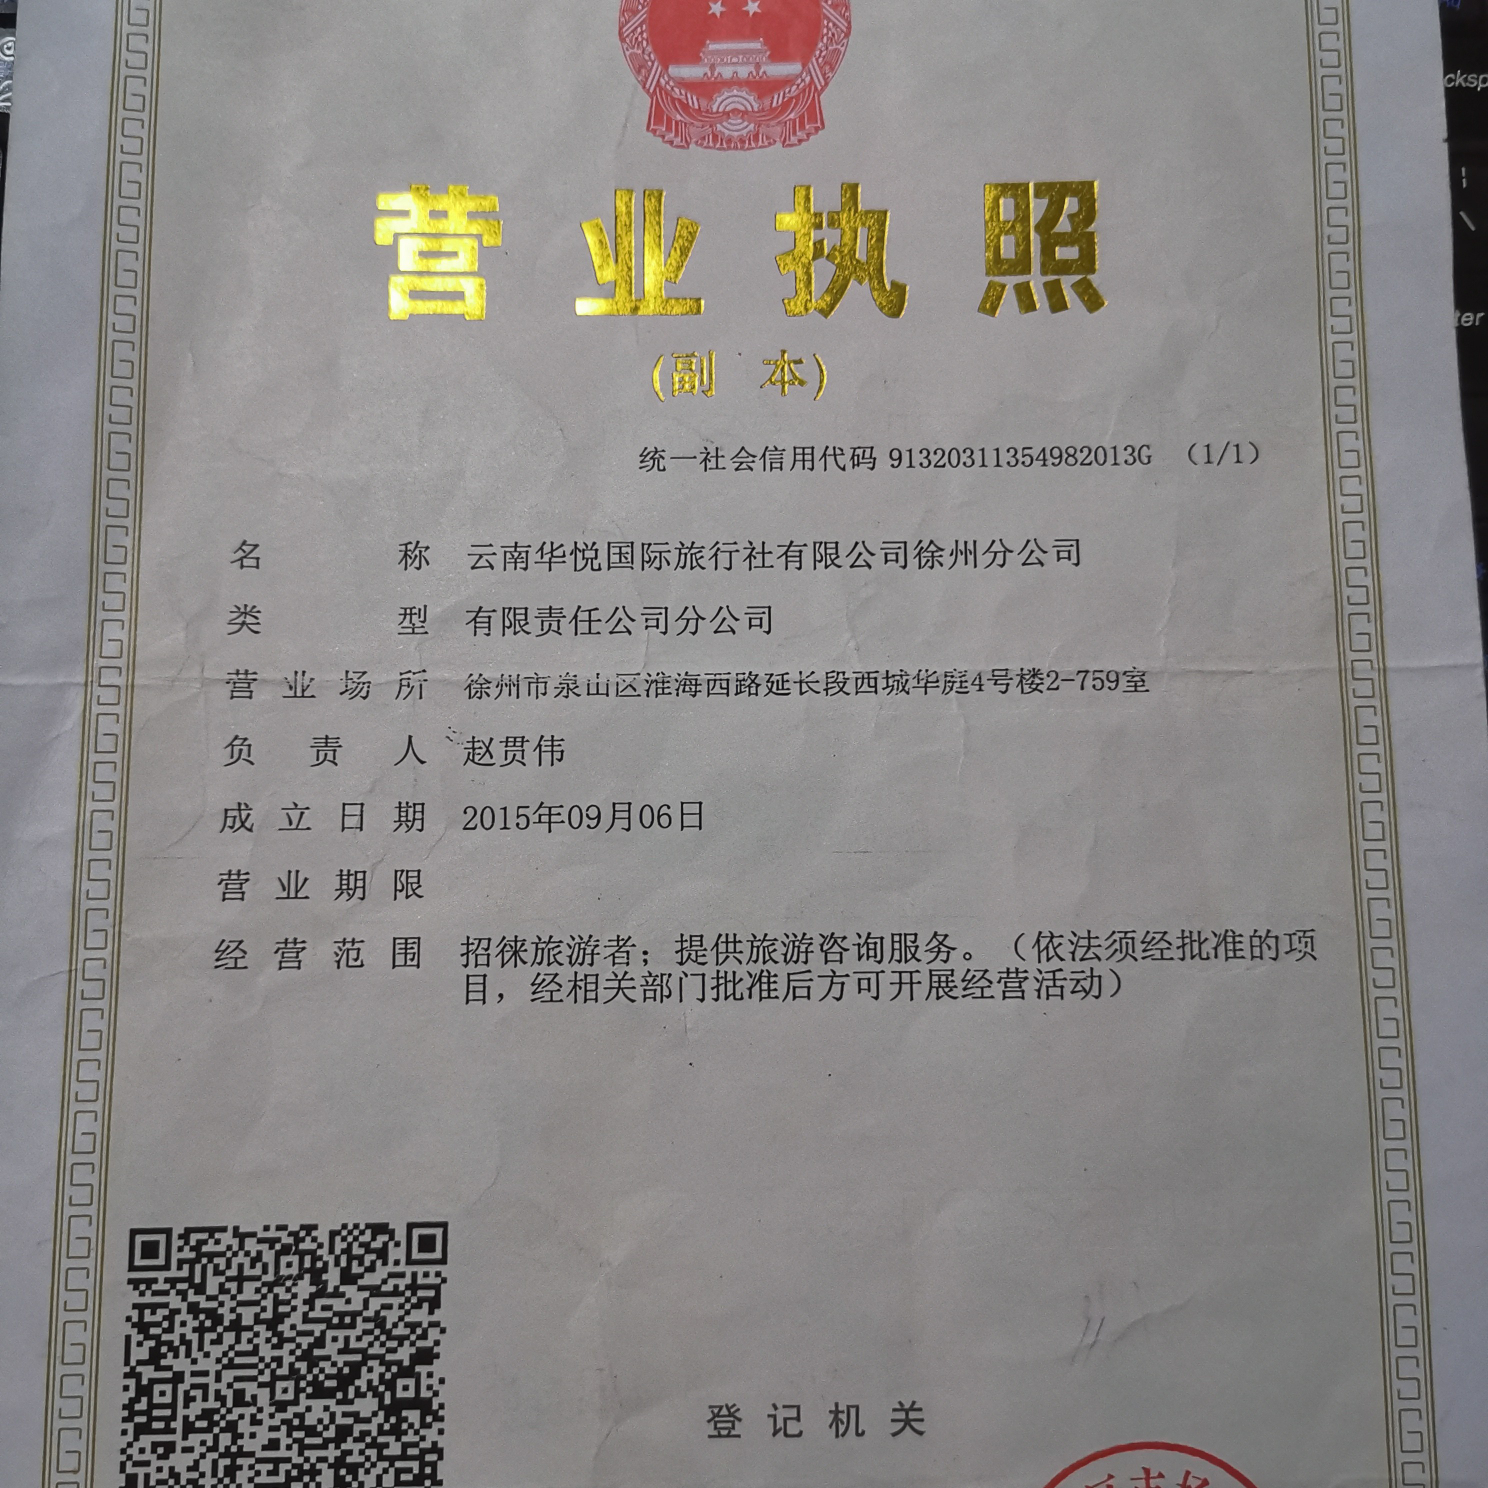 营业执照
(副 本)
统一社会信用代码 91320311354982013G (1/1)
名 称 云南华悦国际旅行社有限公司徐州分公司
类 型 有限责任公司分公司
营业场所 徐州市泉山区淮海西路延长段西城华庭4号楼2-759室
负责人 赵贯伟
成立日期 2015年09月06日
营业期限
经营范围 招徕旅游者；提供旅游咨询服务。（依法须经批准的项
目，经相关部门批准后方可开展经营活动）
登记机关